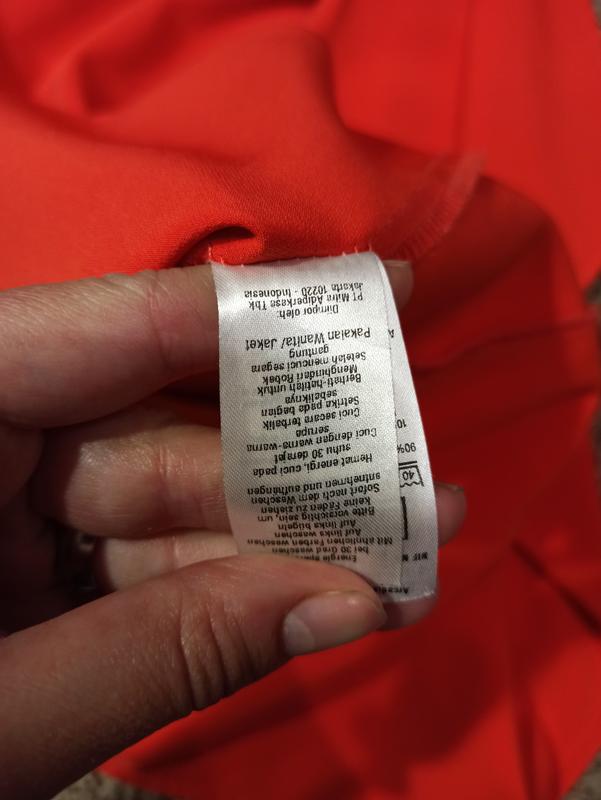 Energie
bei 30 Grad waschen
Mit ähnlichen Farben waschen
Auf links waschen
Auf links bügeln
Bitte vorsichtig sein, um
keine Fäden zu ziehen
Sofort nach dem Waschen
entnehmen und aufhängen
Hemat energi, cuci pada
suhu 30 derajat
Cuci dengan warna-warna
serupa
Cuci secara terbalik
Setrika pada bagian
sebaliknya
Berhati-hatilah untuk
Menghindari Robek
Setelah mencuci segera
gantung
Pakaian Wanita/ Jaket
Diimpor oleh:
PT Mitra Adiperkasa Tbk
Jakarta 10220 - Indonesia
40
90%